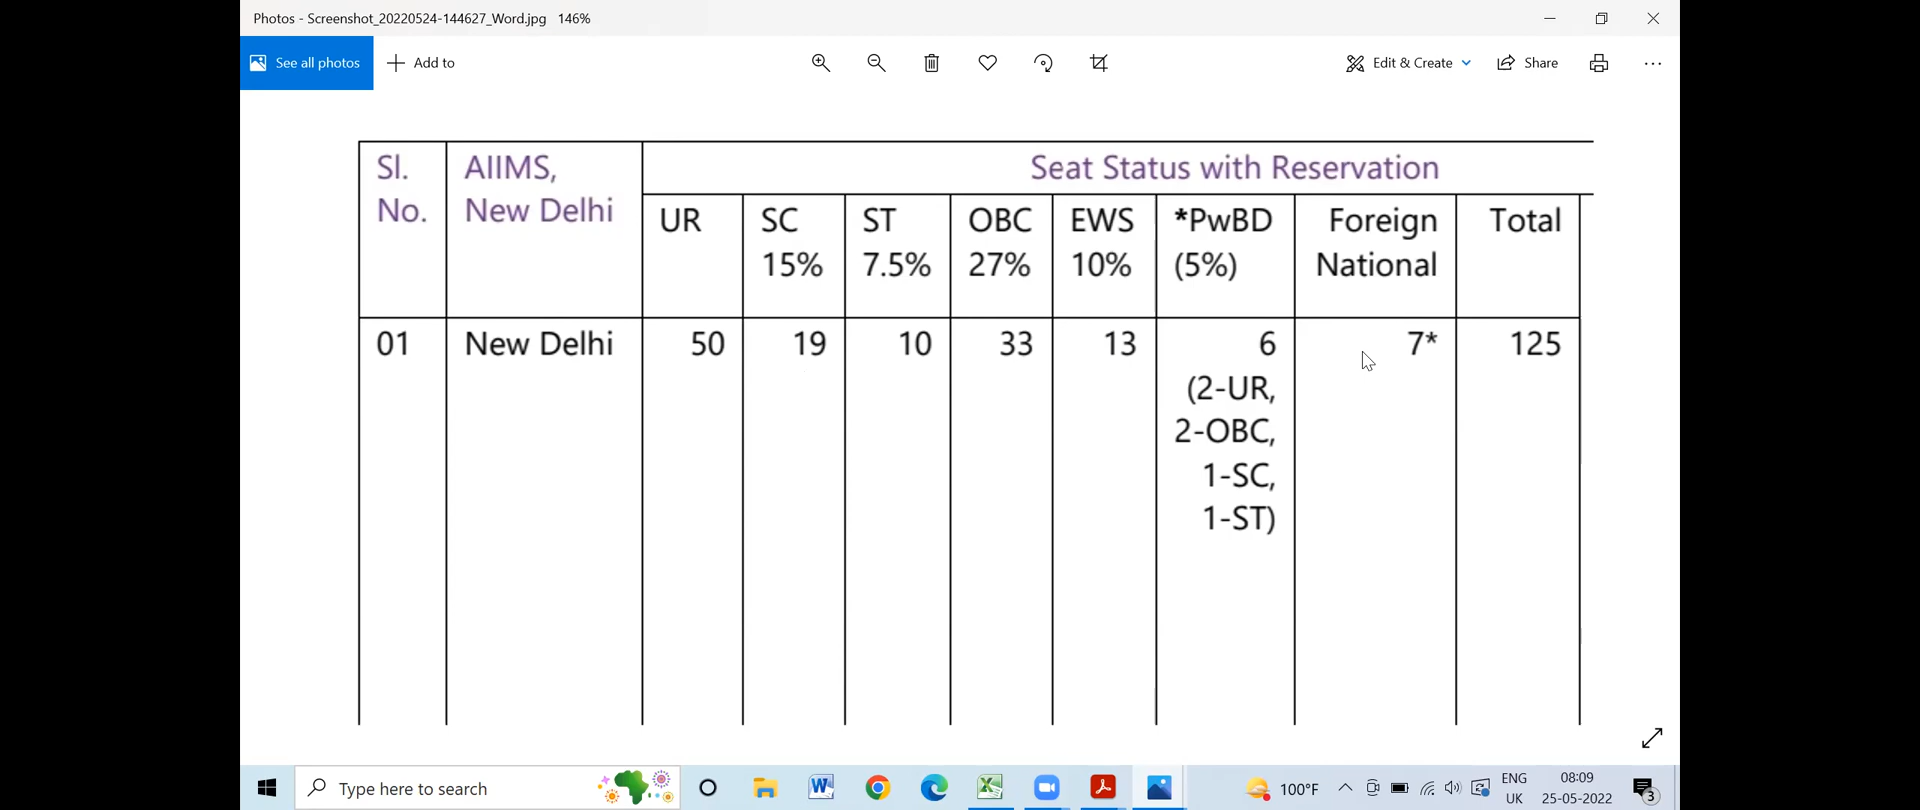 Photos - Screenshot_20220524-144627_Word.jpg 146%
See all photos
Add to
Edit & Create
Share
Sl. No.
AIIMS, New Delhi
Seat Status with Reservation
UR
SC 15%
ST 7.5%
OBC 27%
EWS 10%
*PwBD (5%)
Foreign National
Total
01 New Delhi 50 19 10 33 13 6 7* 125
(2-UR,
2-OBC,
1-SC,
1-ST)
Type here to search
100°F
ENG
UK
08:09
25-05-2022
3